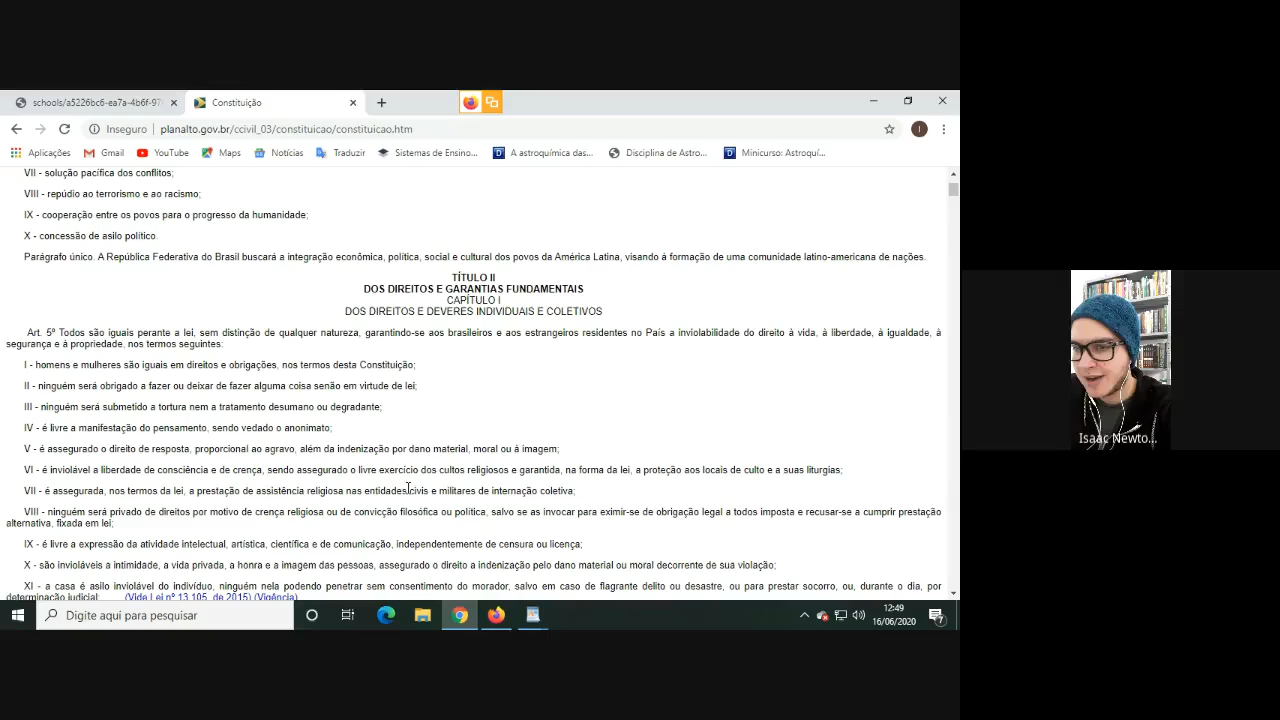 schools/a5226bc6-ea7a-4b6f-97
Constituição
Inseguro
planalto.gov.br/ccivil_03/constituicao/constituicao.htm
I
Aplicações
Gmail
YouTube
Maps
Notícias
Traduzir
Sistemas de Ensino...
A astroquímica das...
Disciplina de Astro...
Minicurso: Astroquí...
VII - solução pacífica dos conflitos;
VIII - repúdio ao terrorismo e ao racismo;
IX - cooperação entre os povos para o progresso da humanidade;
X - concessão de asilo político.
Parágrafo único. A República Federativa do Brasil buscará a integração econômica, política, social e cultural dos povos da América Latina, visando à formação de uma comunidade latino-americana de nações.
TÍTULO II
DOS DIREITOS E GARANTIAS FUNDAMENTAIS
CAPÍTULO I
DOS DIREITOS E DEVERES INDIVIDUAIS E COLETIVOS
Art. 5º Todos são iguais perante a lei, sem distinção de qualquer natureza, garantindo-se aos brasileiros e aos estrangeiros residentes no País a inviolabilidade do direito à vida, à liberdade, à igualdade, à
segurança e à propriedade, nos termos seguintes:
I - homens e mulheres são iguais em direitos e obrigações, nos termos desta Constituição;
II - ninguém será obrigado a fazer ou deixar de fazer alguma coisa senão em virtude de lei;
III - ninguém será submetido a tortura nem a tratamento desumano ou degradante;
IV - é livre a manifestação do pensamento, sendo vedado o anonimato;
V - é assegurado o direito de resposta, proporcional ao agravo, além da indenização por dano material, moral ou à imagem;
VI - é inviolável a liberdade de consciência e de crença, sendo assegurado o livre exercício dos cultos religiosos e garantida, na forma da lei, a proteção aos locais de culto e a suas liturgias;
VII - é assegurada, nos termos da lei, a prestação de assistência religiosa nas entidades civis e militares de internação coletiva;
VIII - ninguém será privado de direitos por motivo de crença religiosa ou de convicção filosófica ou política, salvo se as invocar para eximir-se de obrigação legal a todos imposta e recusar-se a cumprir prestação
alternativa, fixada em lei;
IX - é livre a expressão da atividade intelectual, artística, científica e de comunicação, independentemente de censura ou licença;
X - são invioláveis a intimidade, a vida privada, a honra e a imagem das pessoas, assegurado o direito a indenização pelo dano material ou moral decorrente de sua violação;
XI - a casa é asilo inviolável do indivíduo, ninguém nela podendo penetrar sem consentimento do morador, salvo em caso de flagrante delito ou desastre, ou para prestar socorro, ou, durante o dia, por
determinação judicial; (Vide Lei nº 13.105, de 2015) (Vigência)
Digite aqui para pesquisar
12:49
16/06/2020
7
Isaac Newto...